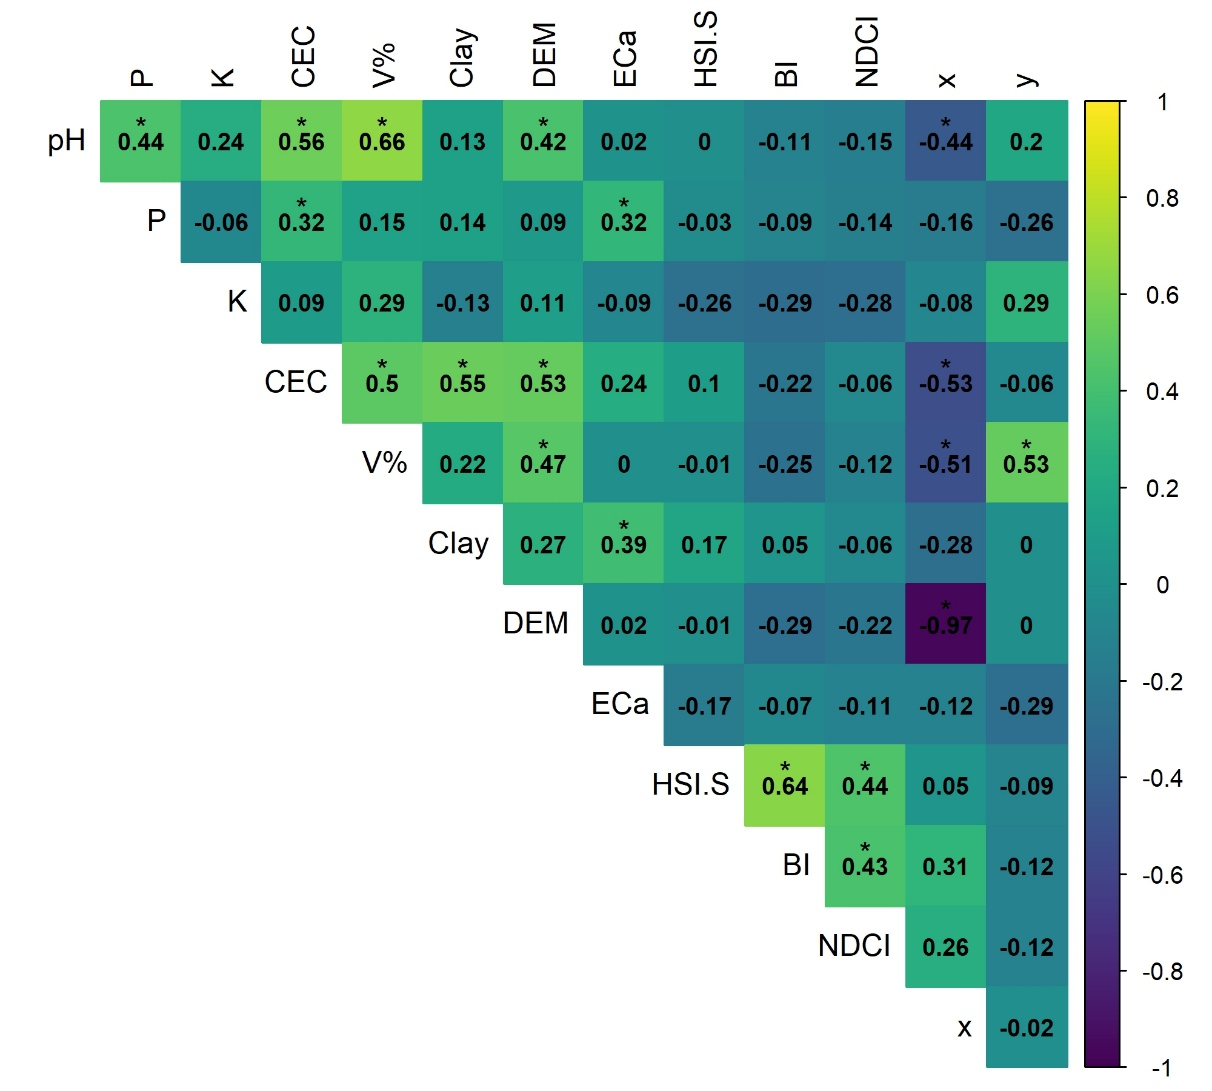 P K CEC V% Clay DEM ECa HSI.S BI NDCI x y
pH * 0.44 0.24 * 0.56 * 0.66 0.13 * 0.42 0.02 0 -0.11 -0.15 * -0.44 0.2
P -0.06 * 0.32 0.15 0.14 0.09 * 0.32 -0.03 -0.09 -0.14 -0.16 -0.26
K 0.09 0.29 -0.13 0.11 -0.09 -0.26 -0.29 -0.28 -0.08 0.29
CEC * 0.5 * 0.55 * 0.53 0.24 0.1 -0.22 -0.06 * -0.53 -0.06
V% 0.22 * 0.47 0 -0.01 -0.25 -0.12 * -0.51 * 0.53
Clay 0.27 * 0.39 0.17 0.05 -0.06 -0.28 0
DEM 0.02 -0.01 -0.29 -0.22 * -0.97 0
ECa -0.17 -0.07 -0.11 -0.12 -0.29
HSI.S * 0.64 * 0.44 0.05 -0.09
BI * 0.43 0.31 -0.12
NDCI 0.26 -0.12
x -0.02
1
0.8
0.6
0.4
0.2
0
-0.2
-0.4
-0.6
-0.8
-1